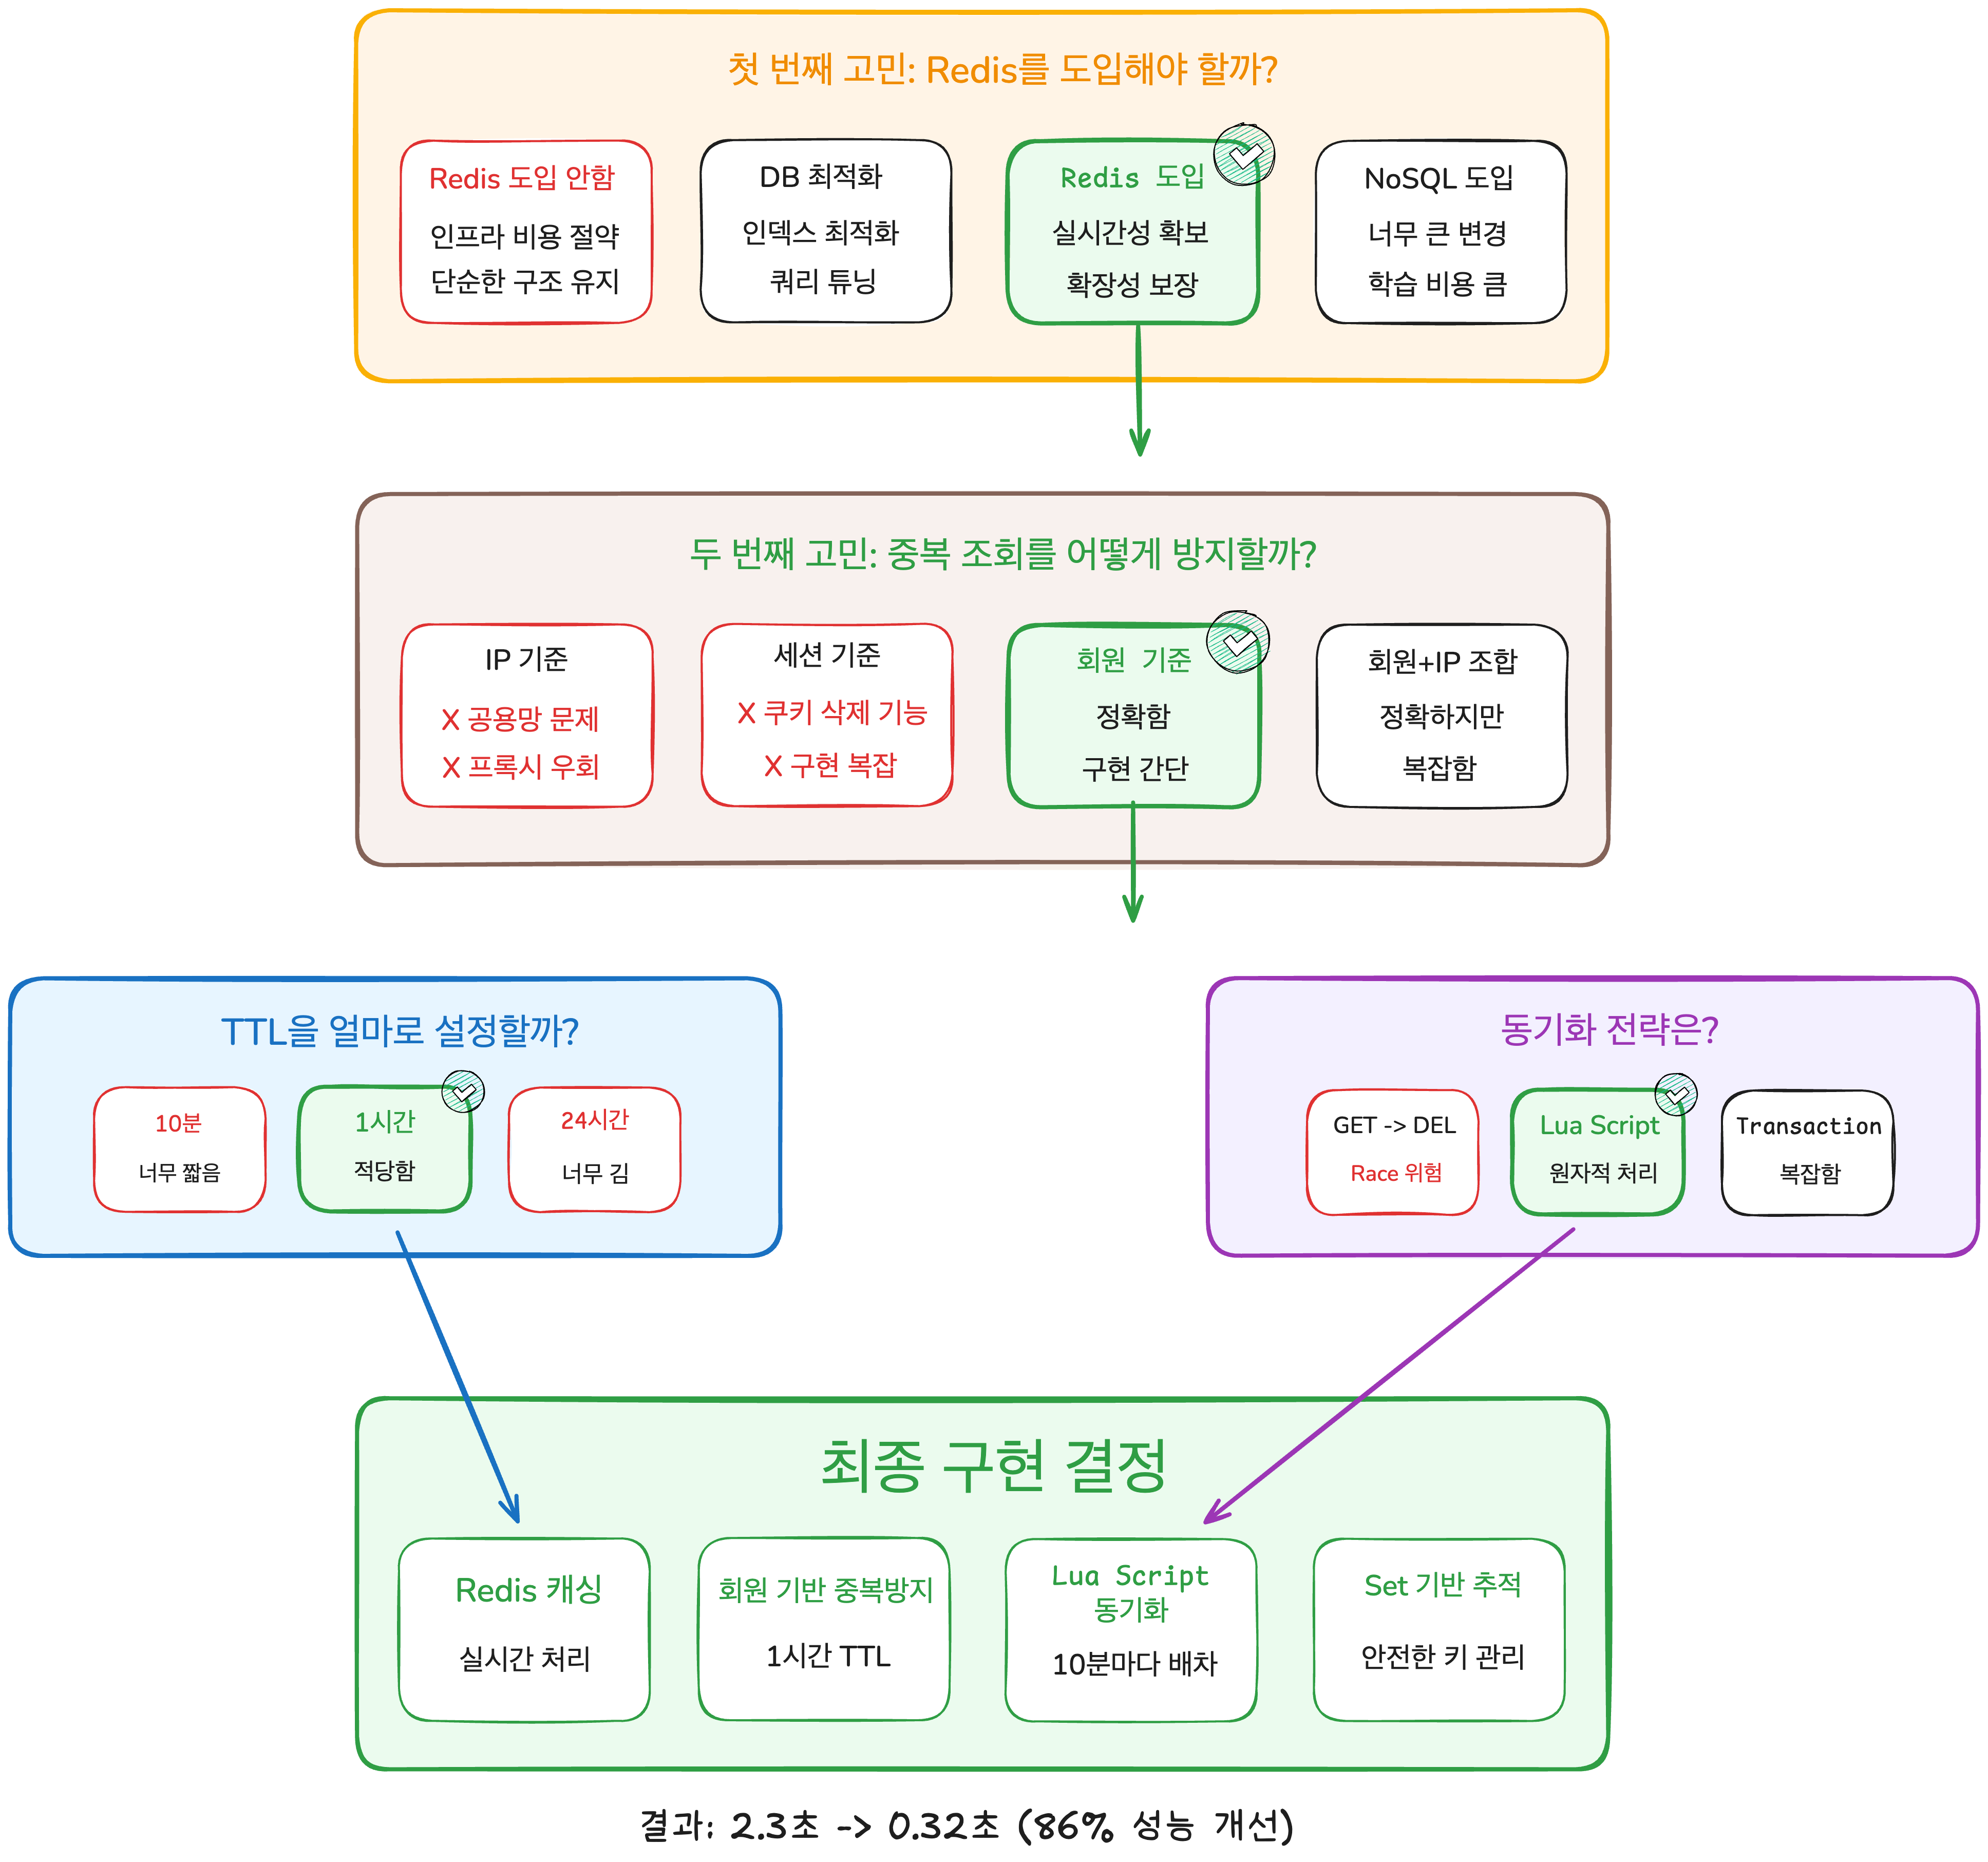 첫 번째 고민: Redis를 도입해야 할까?
Redis 도입 안함
인프라 비용 절약
단순한 구조 유지
DB 최적화
인덱스 최적화
쿼리 튜닝
Redis 도입
실시간성 확보
확장성 보장
NoSQL 도입
너무 큰 변경
학습 비용 큼
두 번째 고민: 중복 조회를 어떻게 방지할까?
IP 기준
X 공용망 문제
X 프록시 우회
세션 기준
X 쿠키 삭제 기능
X 구현 복잡
회원 기준
정확함
구현 간단
회원+IP 조합
정확하지만
복잡함
TTL을 얼마로 설정할까?
10분
너무 짧음
1시간
적당함
24시간
너무 김
동기화 전략은?
GET -> DEL
Race 위험
Lua Script
원자적 처리
Transaction
복잡함
최종 구현 결정
Redis 캐싱
실시간 처리
회원 기반 중복방지
1시간 TTL
Lua Script
동기화
10분마다 배차
Set 기반 추적
안전한 키 관리
결과: 2.3초 -> 0.32초 (86% 성능 개선)